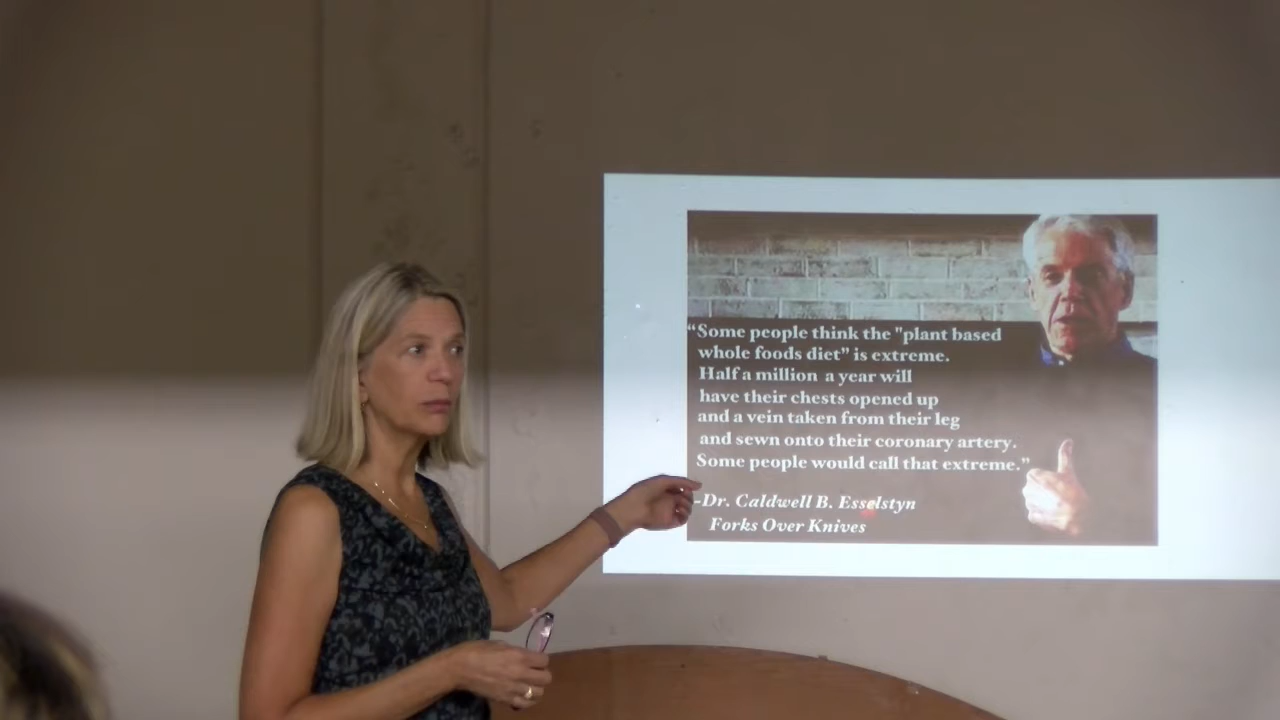 “Some people think the "plant based
whole foods diet” is extreme.
Half a million a year will
have their chests opened up
and a vein taken from their leg
and sewn onto their coronary artery.
Some people would call that extreme.”
-Dr. Caldwell B. Esselstyn
Forks Over Knives